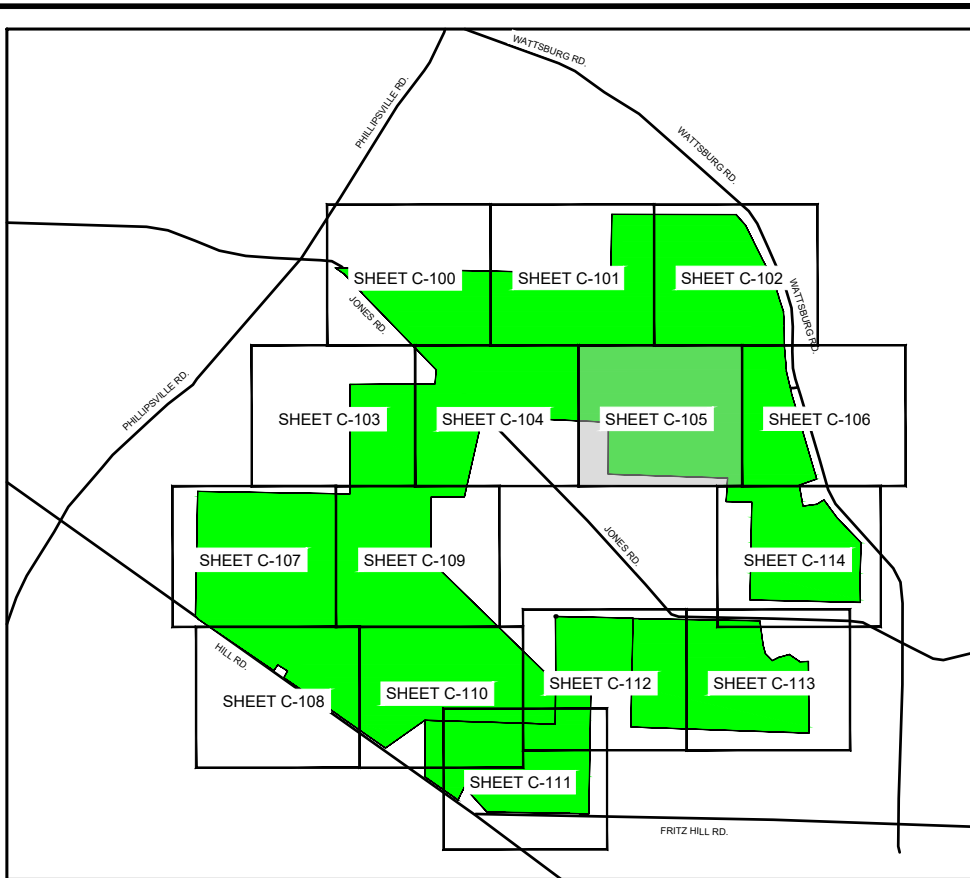 WATTSBURG RD.
PHILLIPSVILLE RD.
WATTSBURG RD.
SHEET C-100
SHEET C-101
SHEET C-102
JONES RD.
WATTSBURG RD.
PHILLIPSVILLE RD.
SHEET C-103
SHEET C-104
SHEET C-105
SHEET C-106
JONES RD.
SHEET C-107
SHEET C-109
SHEET C-114
HILL RD.
SHEET C-108
SHEET C-110
SHEET C-112
SHEET C-113
SHEET C-111
FRITZ HILL RD.